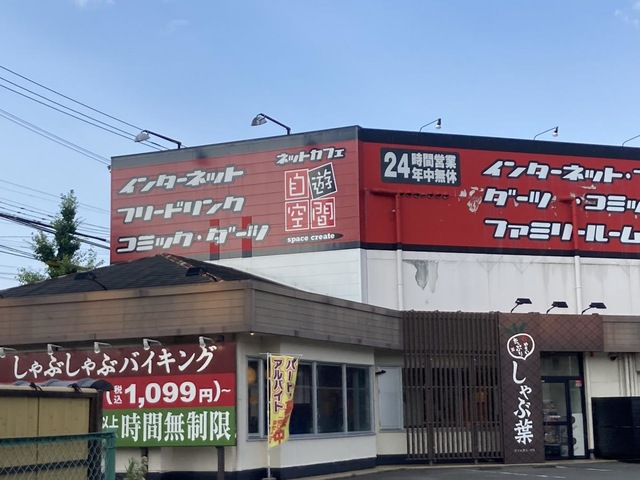 インターネット
フリードリンク
コミック・ダーツ
ネットカフェ
自遊
空間
space create
24時間営業
年中無休
インターネット・フ
ダーツ・コミッ
ファミリールーム
しゃぶしゃぶバイキング
(税込1,099円)~
以上時間無制限
パート
アルバイト
しゃぶ葉